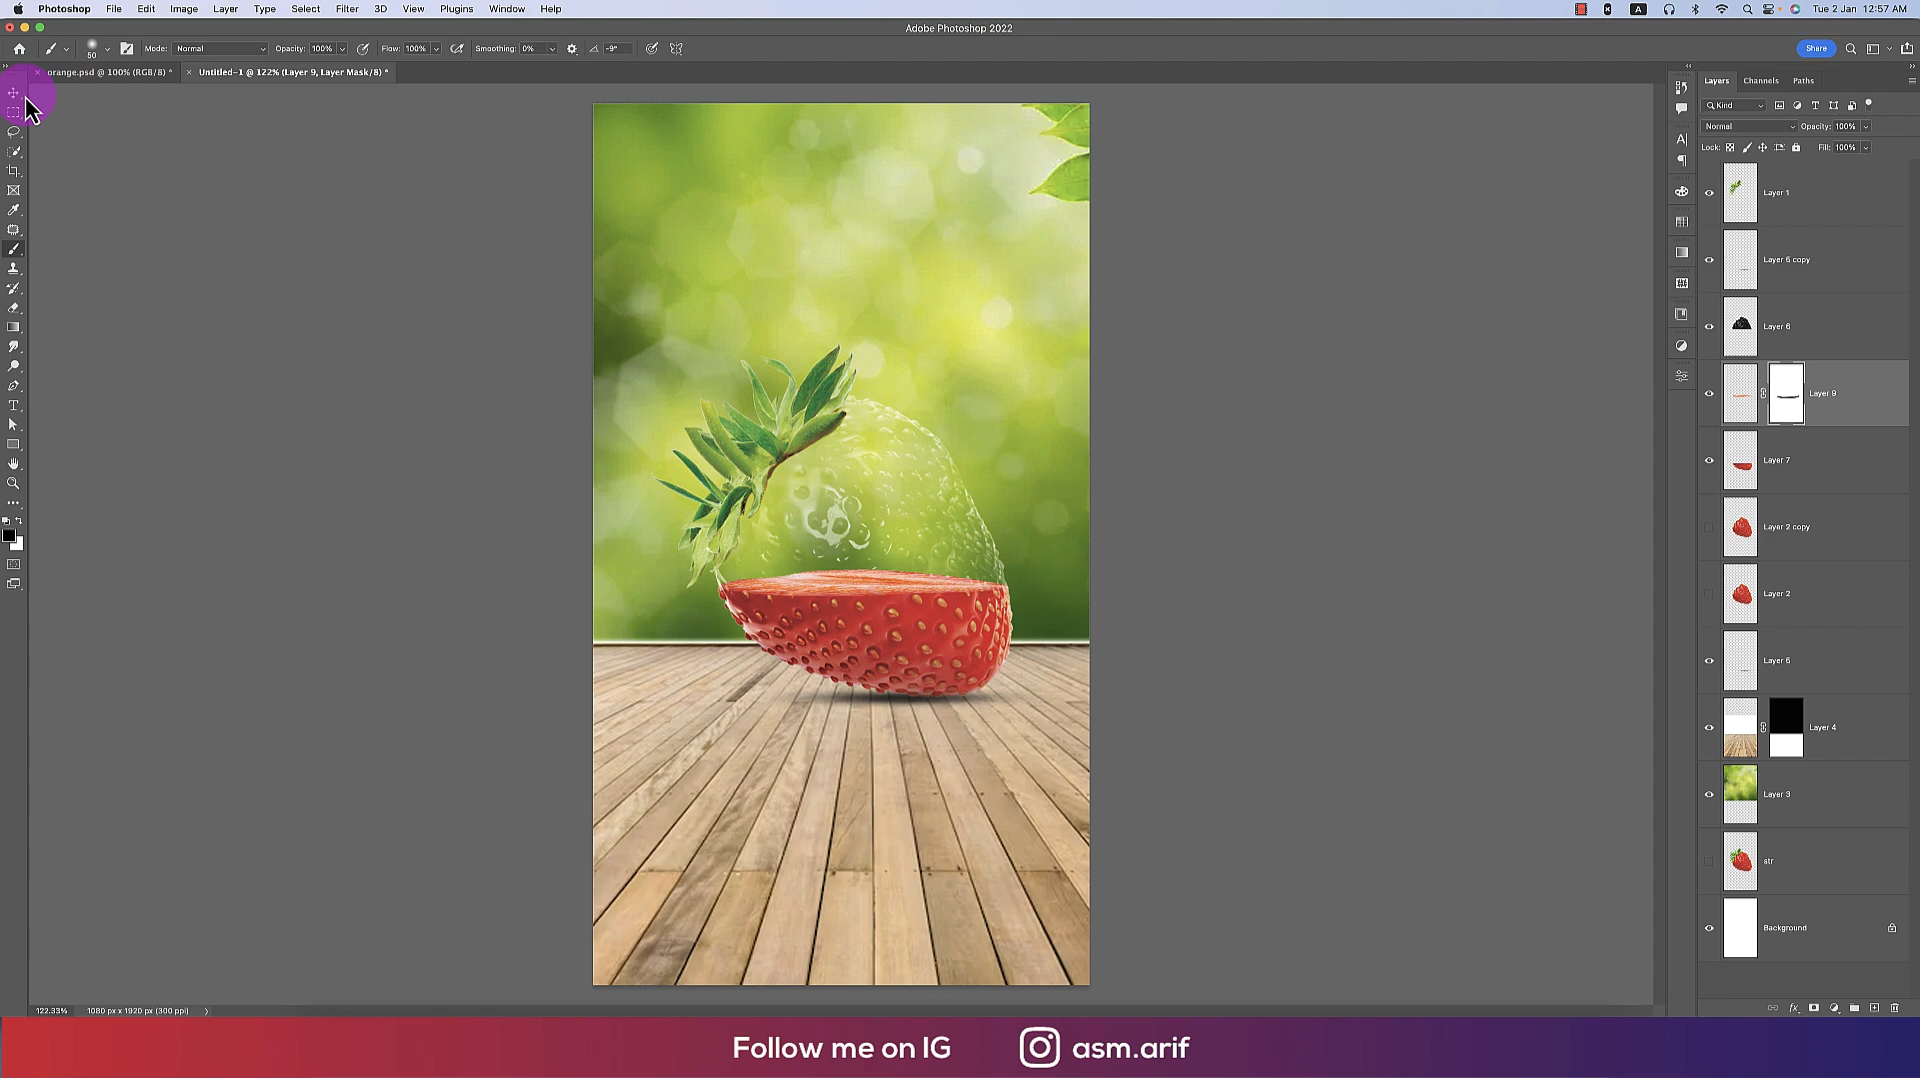 Photoshop File Edit Image Layer Type Select Filter 3D View Plugins Window Help A Tue 2 Jan 12:57 AM
Adobe Photoshop 2022
50 Mode: Normal Opacity: 100% Flow: 100% Smoothing: 0% -9° Share
× orange.psd @ 100% (RGB/8) * × Untitled-1 @ 122% (Layer 9, Layer Mask/8) *
Layers Channels Paths
Kind
Normal Opacity: 100%
Lock: Fill: 100%
Layer 1
Layer 6 copy
Layer 6
Layer 9
Layer 7
Layer 2 copy
Layer 2
Layer 5
Layer 4
Layer 3
str
Background
122.33% 1080 px x 1920 px (300 ppi)
Follow me on IG asm.arif